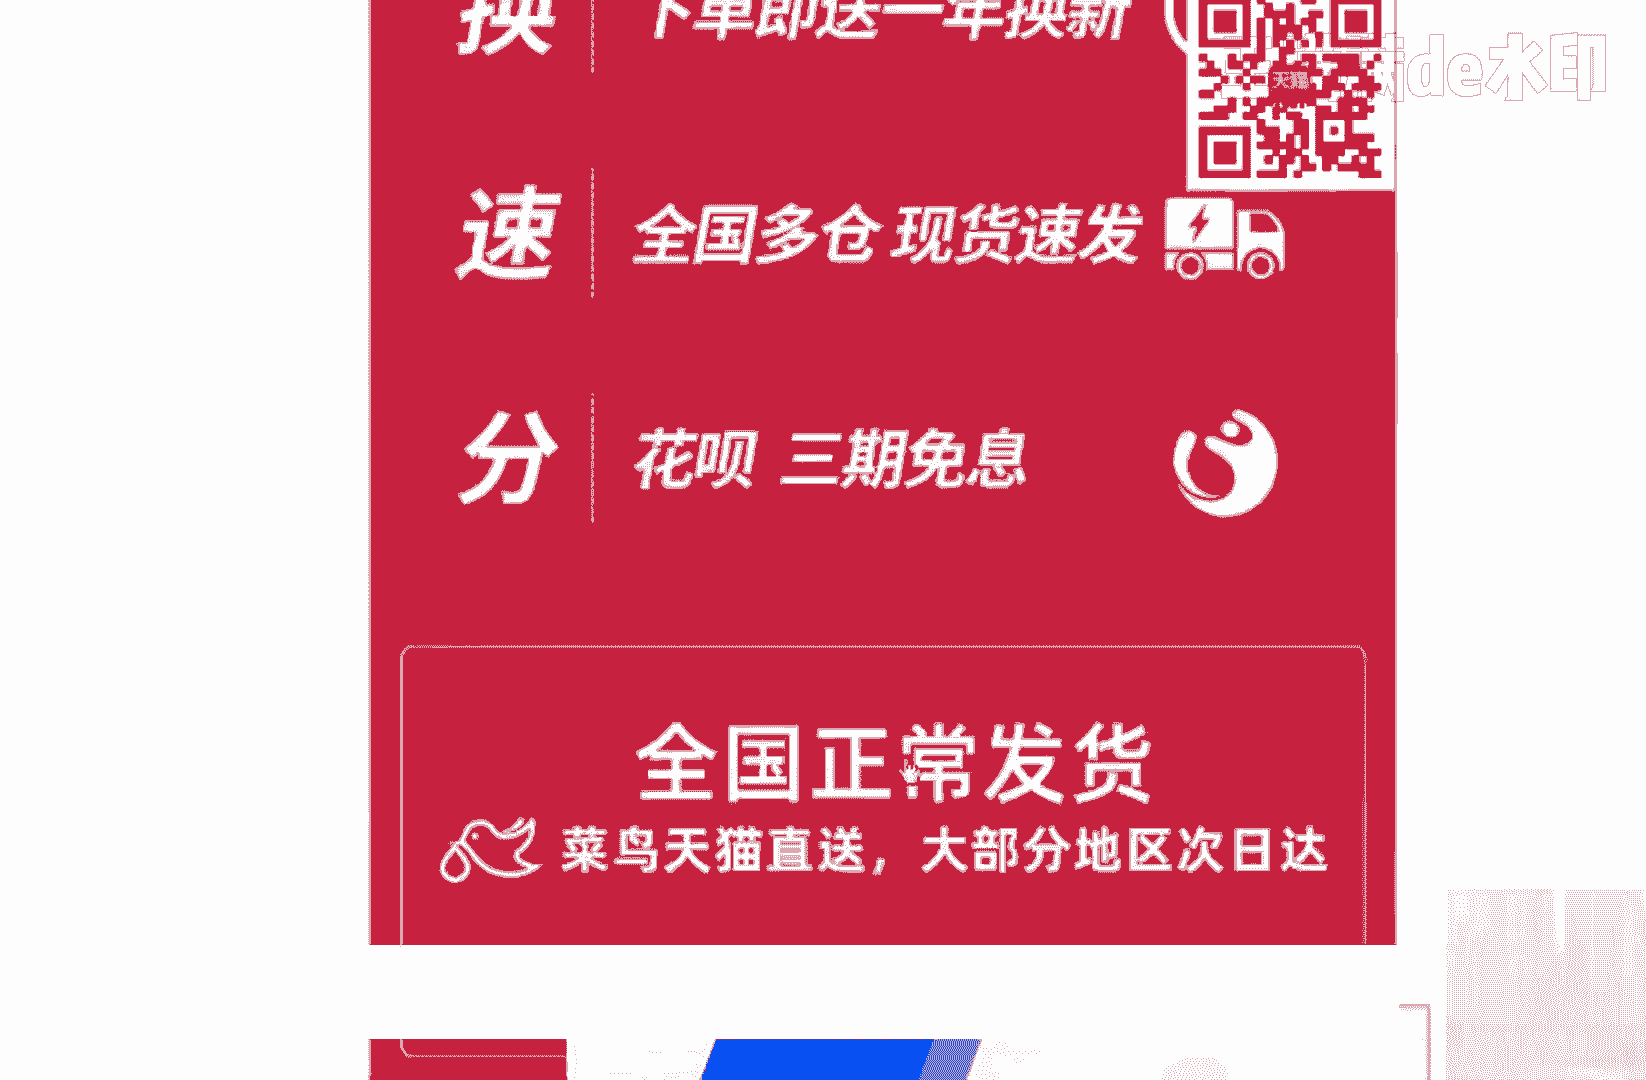 换 下单即送一年换新
天猫
de水印
速 全国多仓 现货速发
分 花呗 三期免息
全国正常发货
菜鸟天猫直送，大部分地区次日达